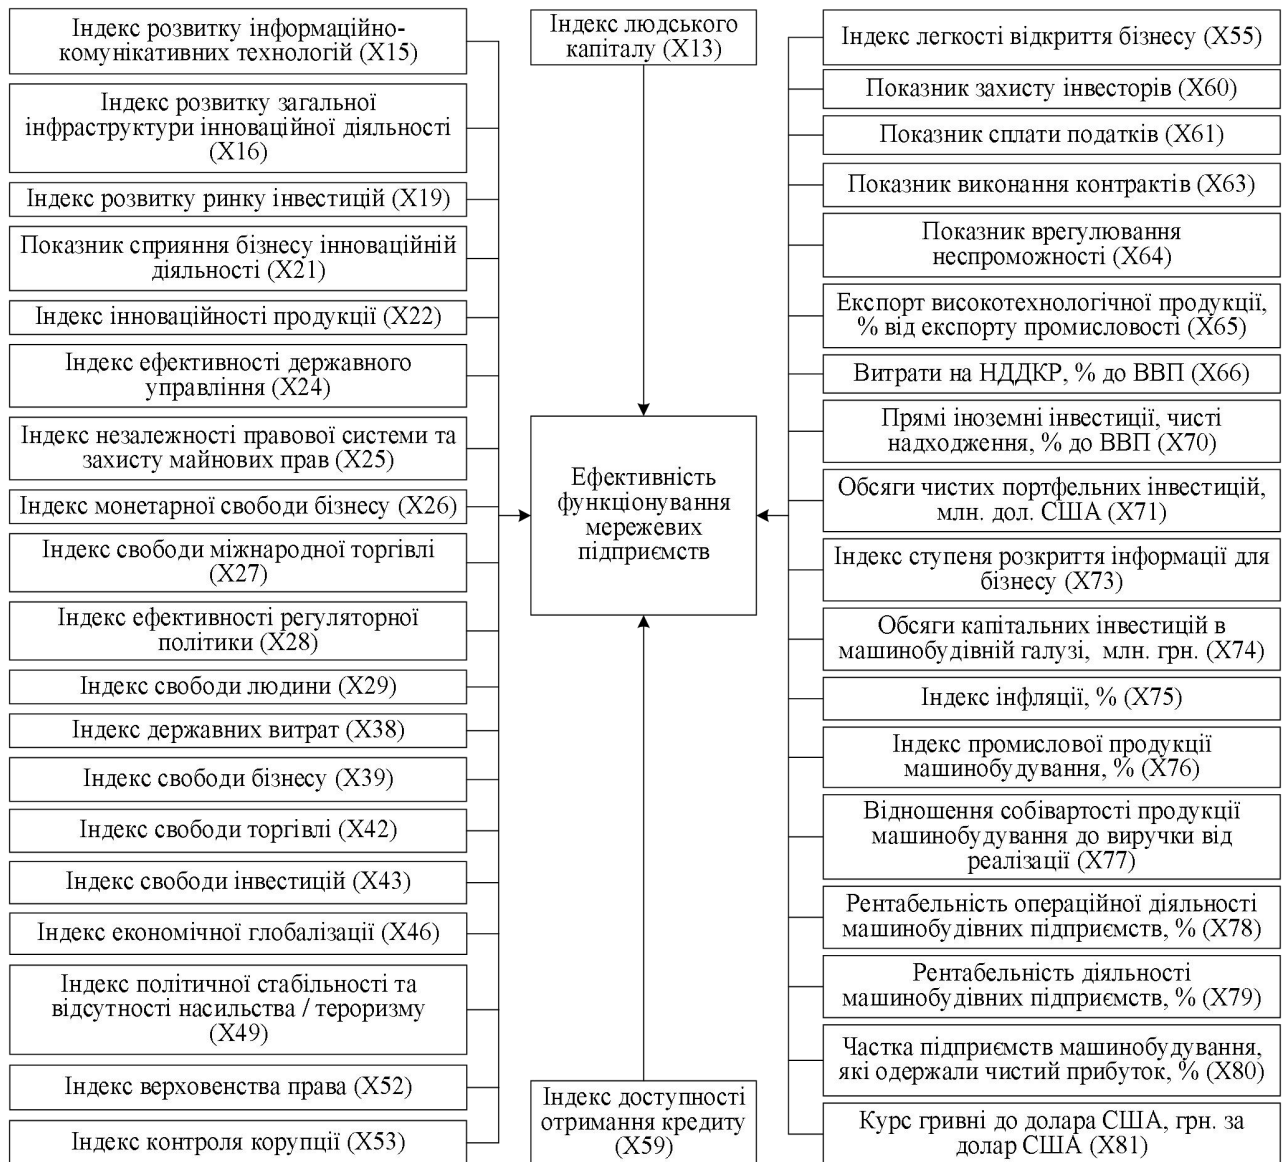 Індекс розвитку інформаційно-
комунікативних технологій (X15)
Індекс розвитку загальної
інфраструктури інноваційної діяльності
(X16)
Індекс розвитку ринку інвестицій (X19)
Показник сприяння бізнесу інноваційній
діяльності (X21)
Індекс інноваційності продукції (X22)
Індекс ефективності державного
управління (X24)
Індекс незалежності правової системи та
захисту майнових прав (X25)
Індекс монетарної свободи бізнесу (X26)
Індекс свободи міжнародної торгівлі
(X27)
Індекс ефективності регуляторної
політики (X28)
Індекс свободи людини (X29)
Індекс державних витрат (X38)
Індекс свободи бізнесу (X39)
Індекс свободи торгівлі (X42)
Індекс свободи інвестицій (X43)
Індекс економічної глобалізації (X46)
Індекс політичної стабільності та
відсутності насильства / тероризму
(X49)
Індекс верховенства права (X52)
Індекс контроля корупції (X53)
Індекс людського
капіталу (X13)
Ефективність
функціонування
мережевих
підприємств
Індекс доступності
отримання кредиту
(X59)
Індекс легкості відкриття бізнесу (X55)
Показник захисту інвесторів (X60)
Показник сплати податків (X61)
Показник виконання контрактів (X63)
Показник врегулювання
неспроможності (X64)
Експорт високотехнологічної продукції,
% від експорту промисловості (X65)
Витрати на НДДКР, % до ВВП (X66)
Прямі іноземні інвестиції, чисті
надходження, % до ВВП (X70)
Обсяги чистих портфельних інвестицій,
млн. дол. США (X71)
Індекс ступеня розкриття інформації для
бізнесу (X73)
Обсяги капітальних інвестицій в
машинобудівній галузі, млн. грн. (X74)
Індекс інфляції, % (X75)
Індекс промислової продукції
машинобудування, % (X76)
Відношення собівартості продукції
машинобудування до виручки від
реалізації (X77)
Рентабельність операційної діяльності
машинобудівних підприємств, % (X78)
Рентабельність діяльності
машинобудівних підприємств, % (X79)
Частка підприємств машинобудування,
які одержали чистий прибуток, % (X80)
Курс гривні до долара США, грн. за
долар США (X81)